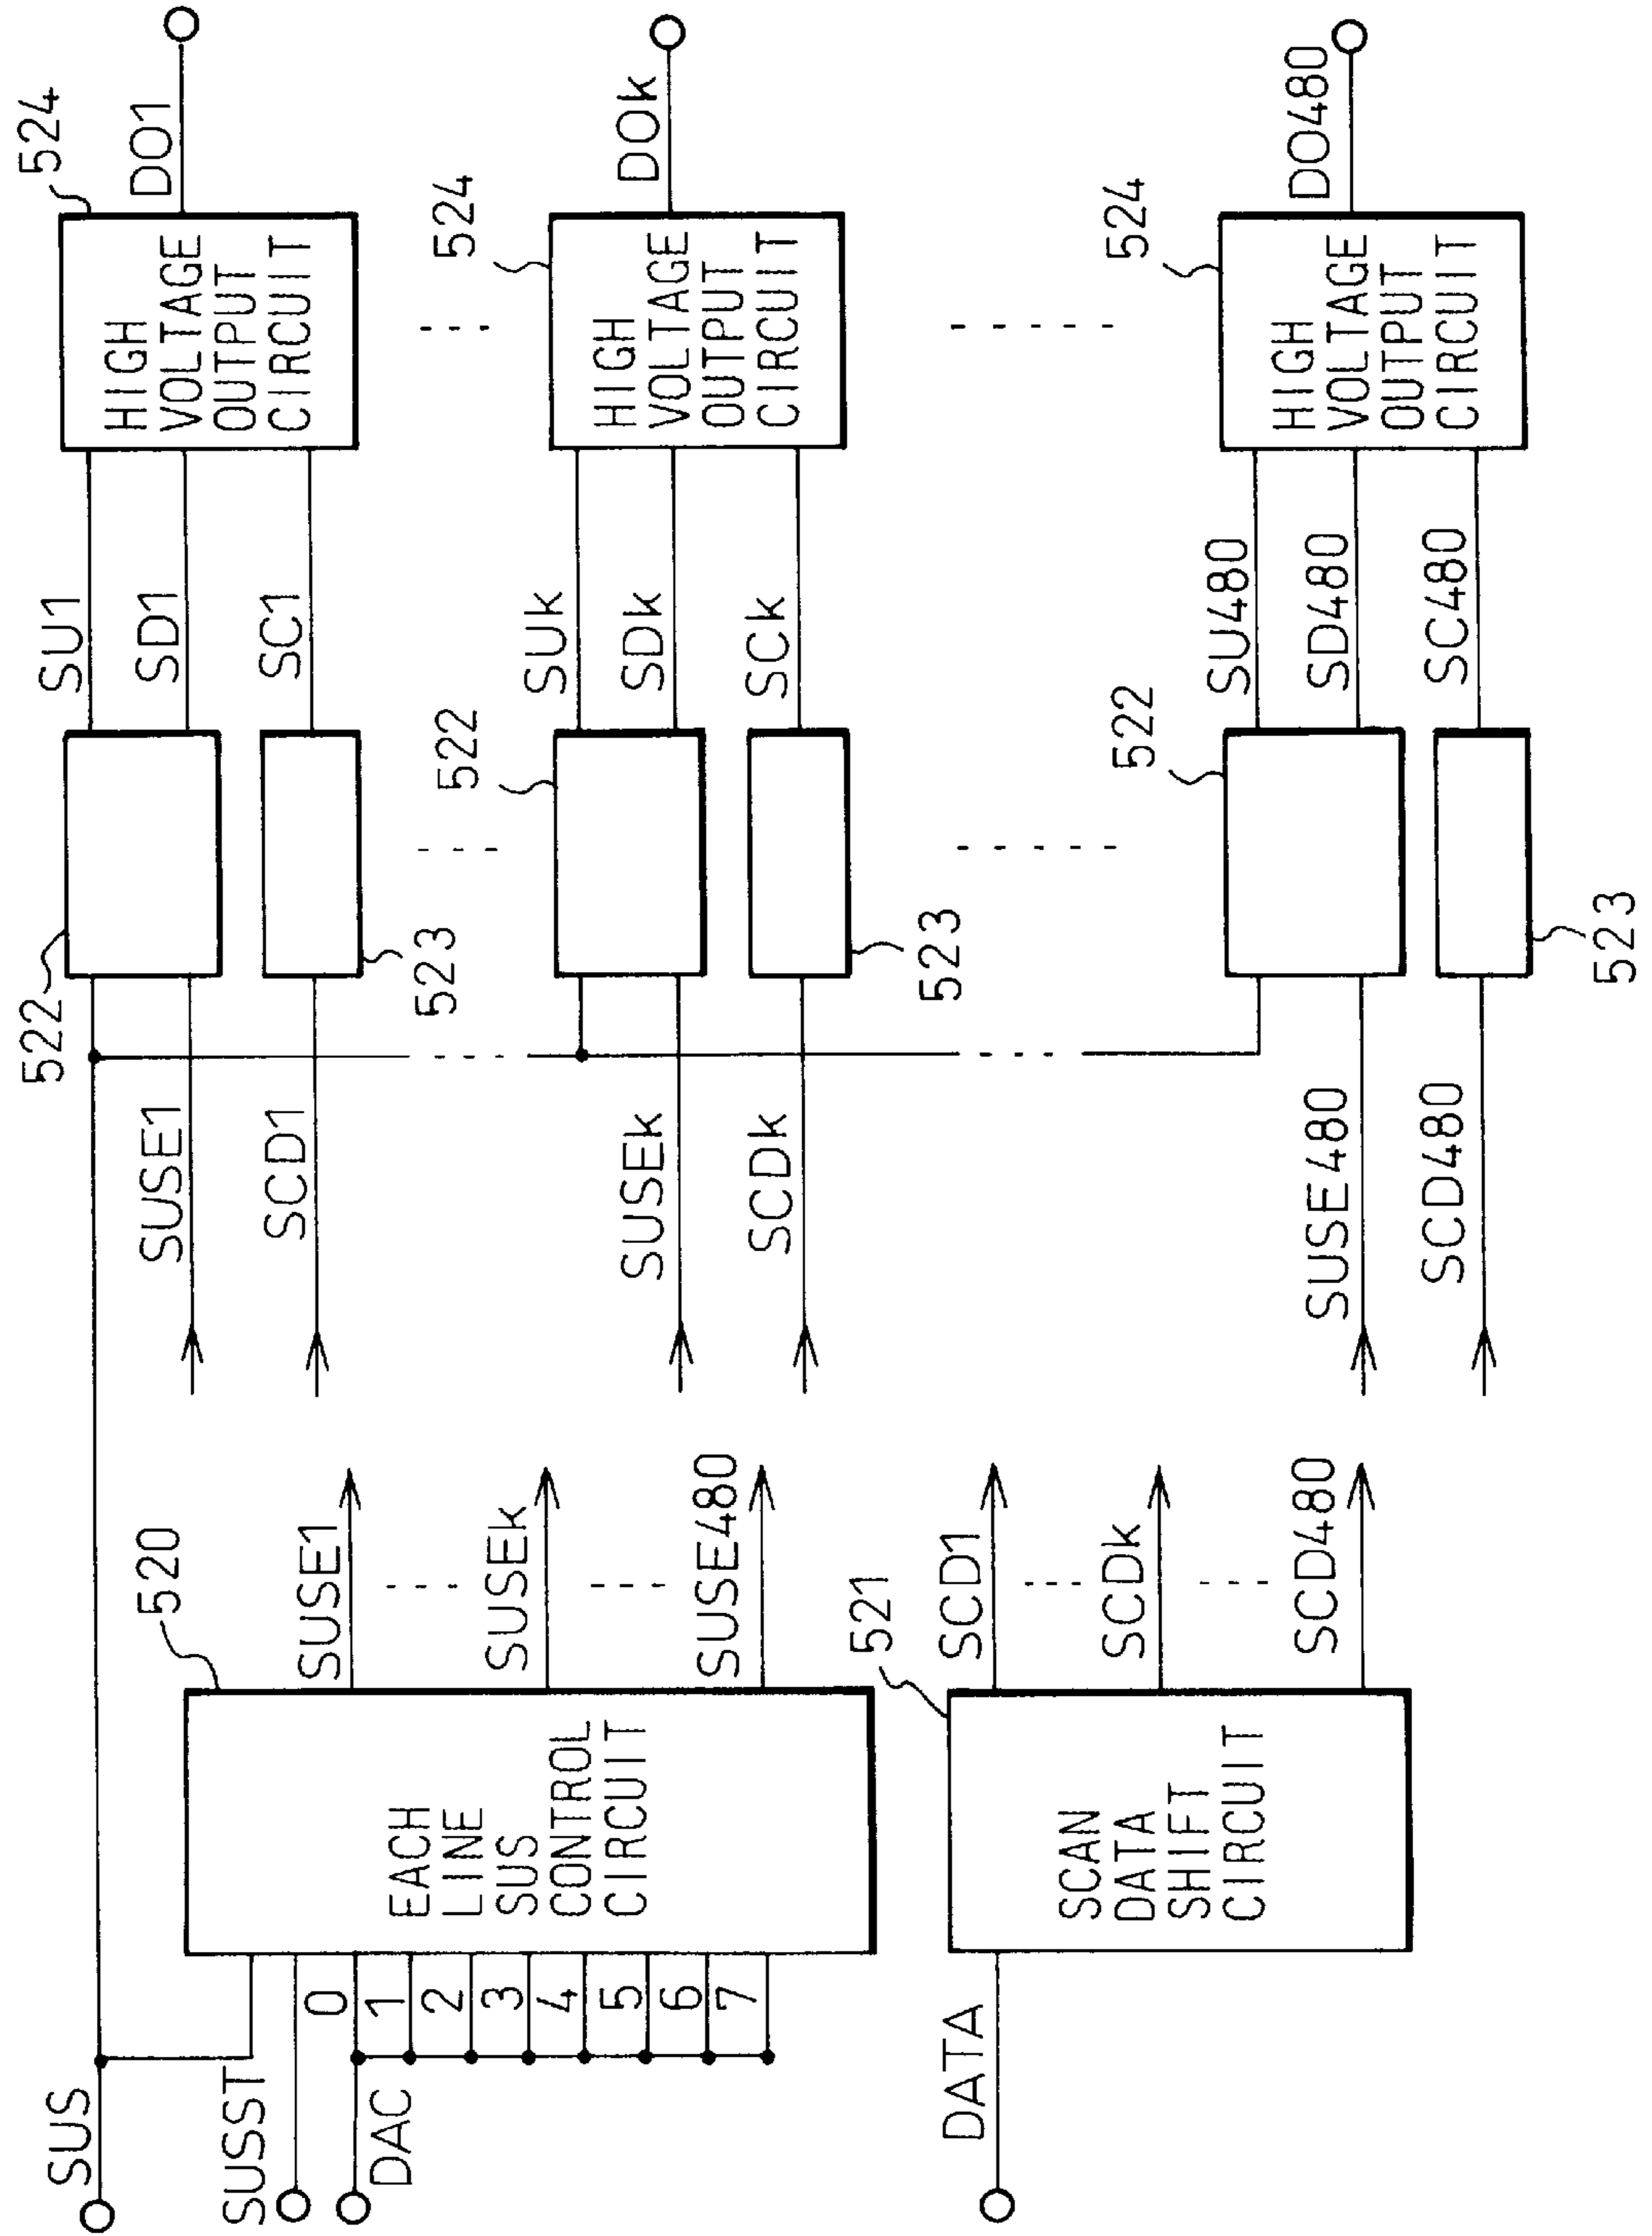 SUS
SUSST
DAC
0
1
2
3
4
5
6
7
520
EACH
LINE
SUS
CONTROL
CIRCUIT
SUSE1
SUSEk
SUSE480
DATA
521
SCAN
DATA
SHIFT
CIRCUIT
SCD1
SCDk
SCD480
SUSE1
SCD1
522
523
SU1
SD1
SC1
524
HIGH
VOLTAGE
OUTPUT
CIRCUIT
DO1
SUSEk
SCDk
522
523
SUk
SDk
SCk
524
HIGH
VOLTAGE
OUTPUT
CIRCUIT
DOk
SUSE480
SCD480
522
523
SU480
SD480
SC480
524
HIGH
VOLTAGE
OUTPUT
CIRCUIT
DO480